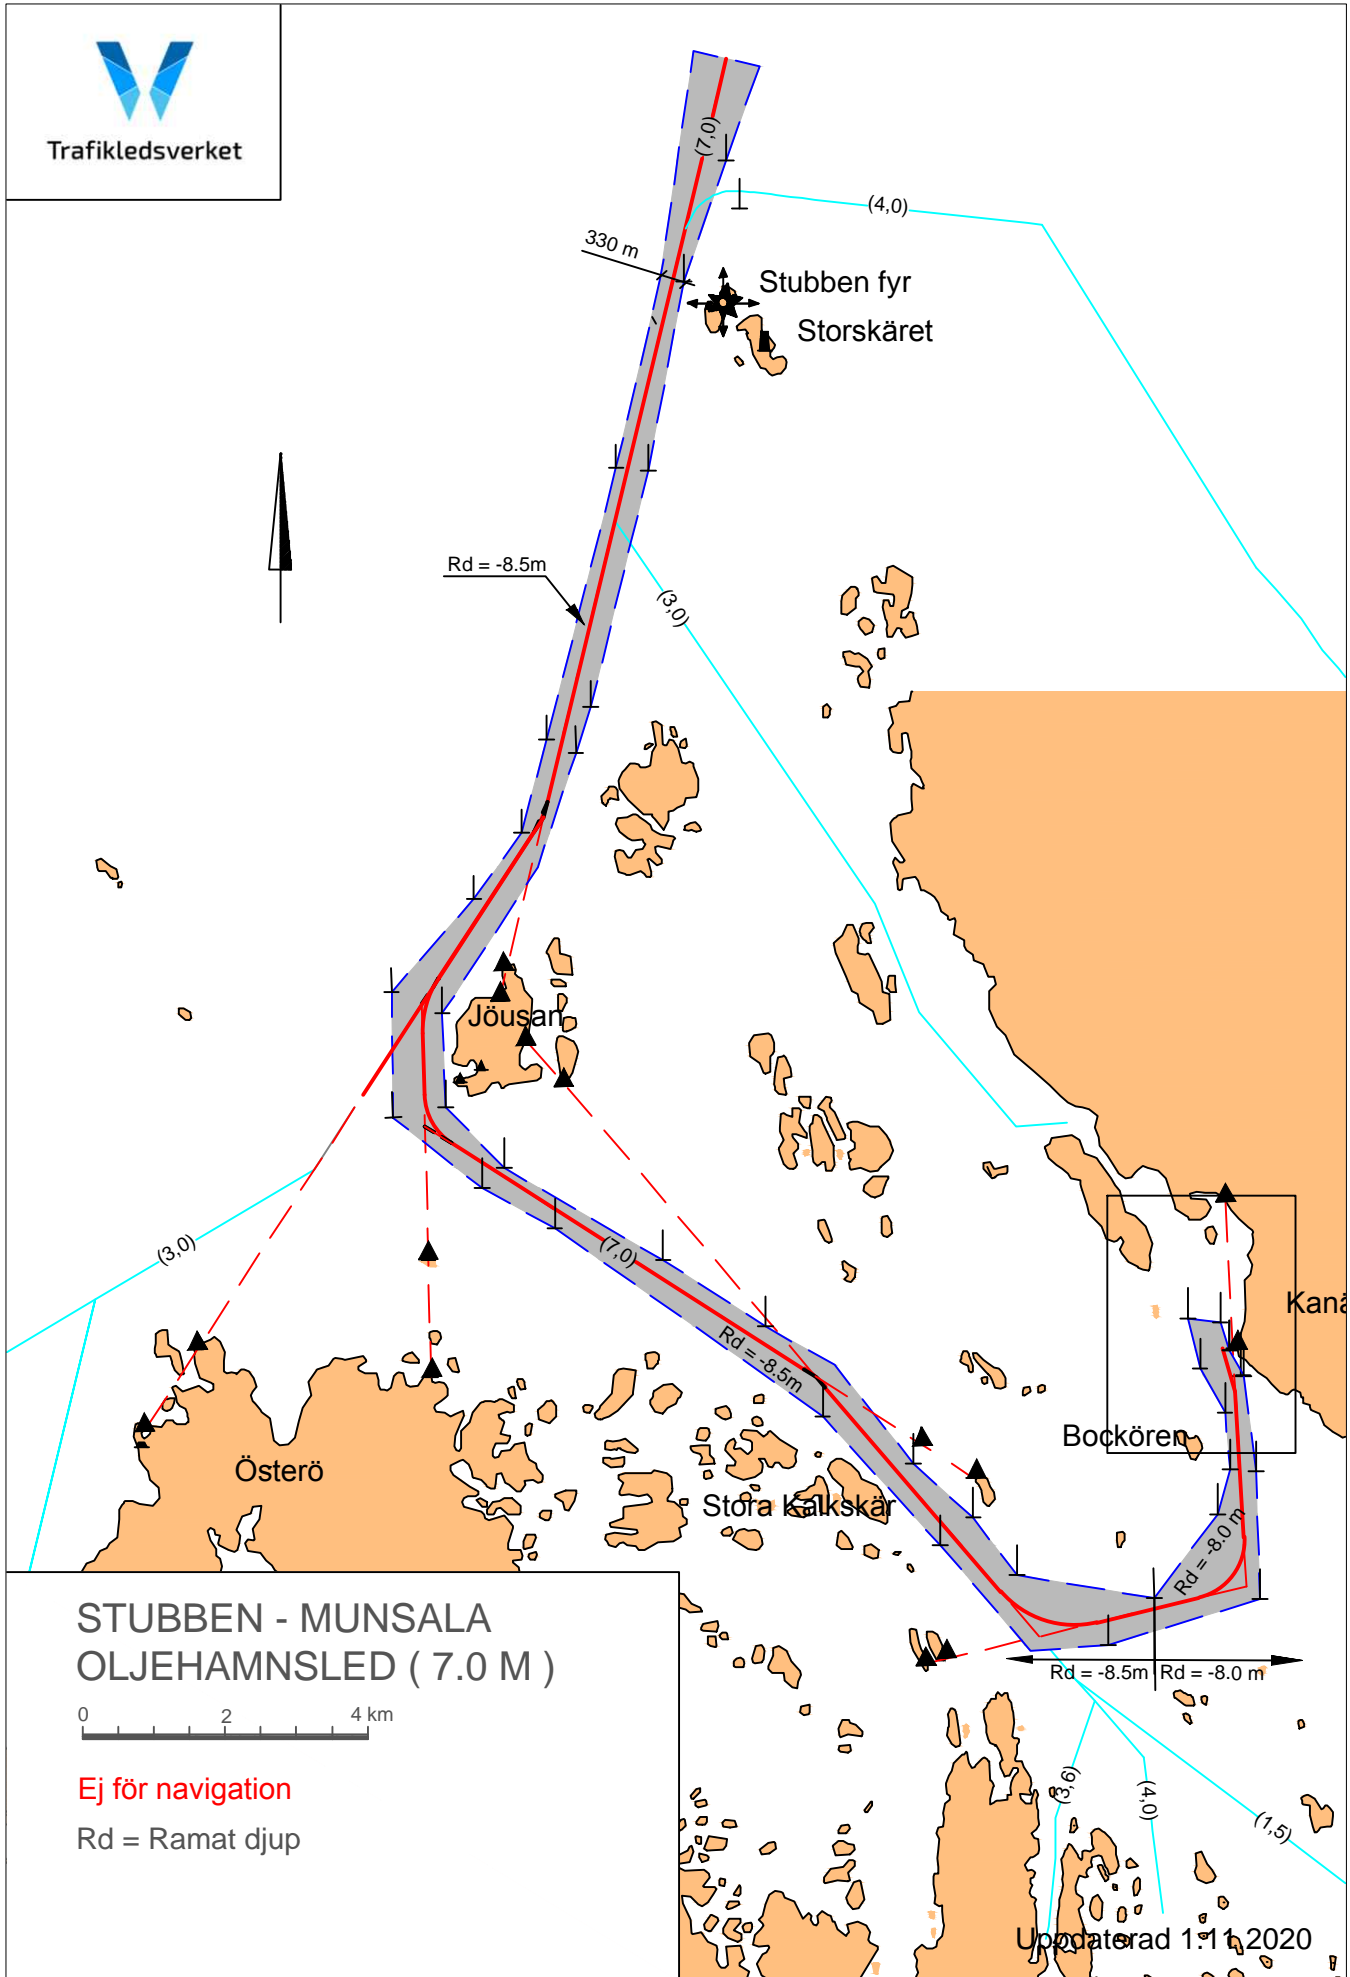 Trafikledsverket
(7,0)
(4,0)
330 m
Stubben fyr
Storskäret
Rd = -8.5m
(3,0)
Jöusan
(3,0)
(7,0)
Rd = -8.5m
Kanä
Bockören
Österö
Stora Kalkskär
Rd = -8.0 m
Rd = -8.5m
Rd = -8.0 m
STUBBEN - MUNSALA
OLJEHAMNSLED ( 7.0 M )
0 2 4 km
Ej för navigation
Rd = Ramat djup
(3,6)
(4,0)
(1,5)
Uppdaterad 1.11.2020